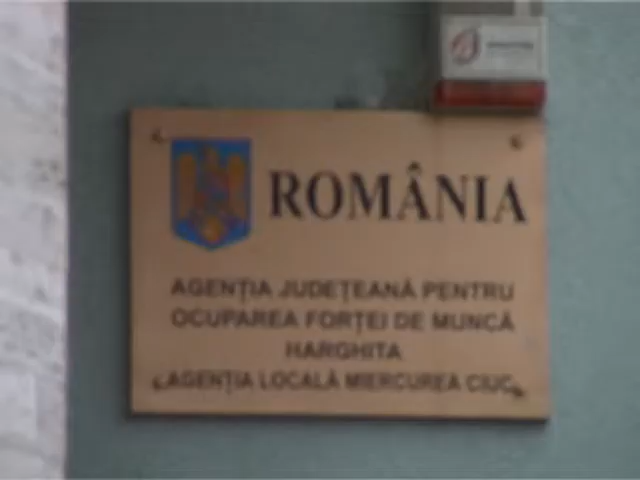 ROMÂNIA
AGENȚIA JUDEȚEANĂ PENTRU
OCUPAREA FORȚEI DE MUNCĂ
HARGHITA
AGENȚIA LOCALĂ MIERCUREA CIUC